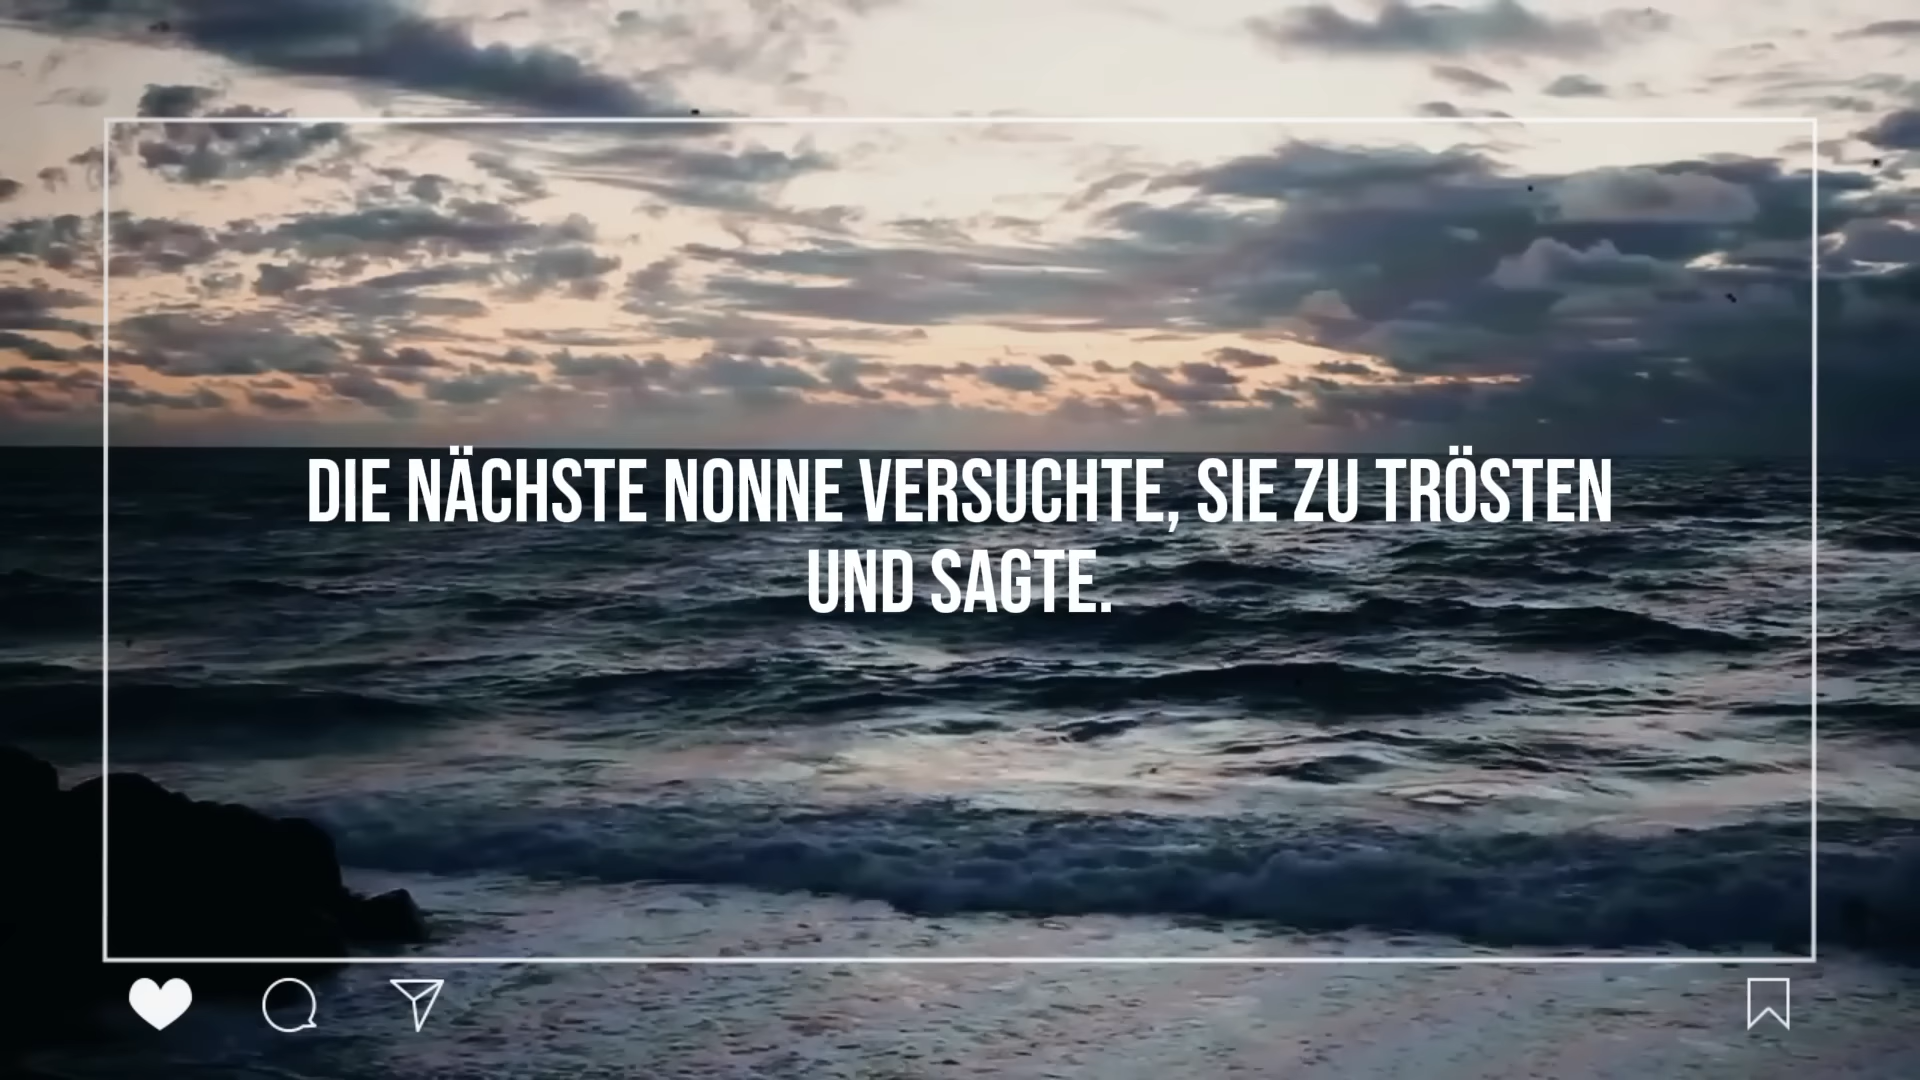 DIE NÄCHSTE NONNE VERSUCHTE, SIE ZU TRÖSTEN
UND SAGTE.